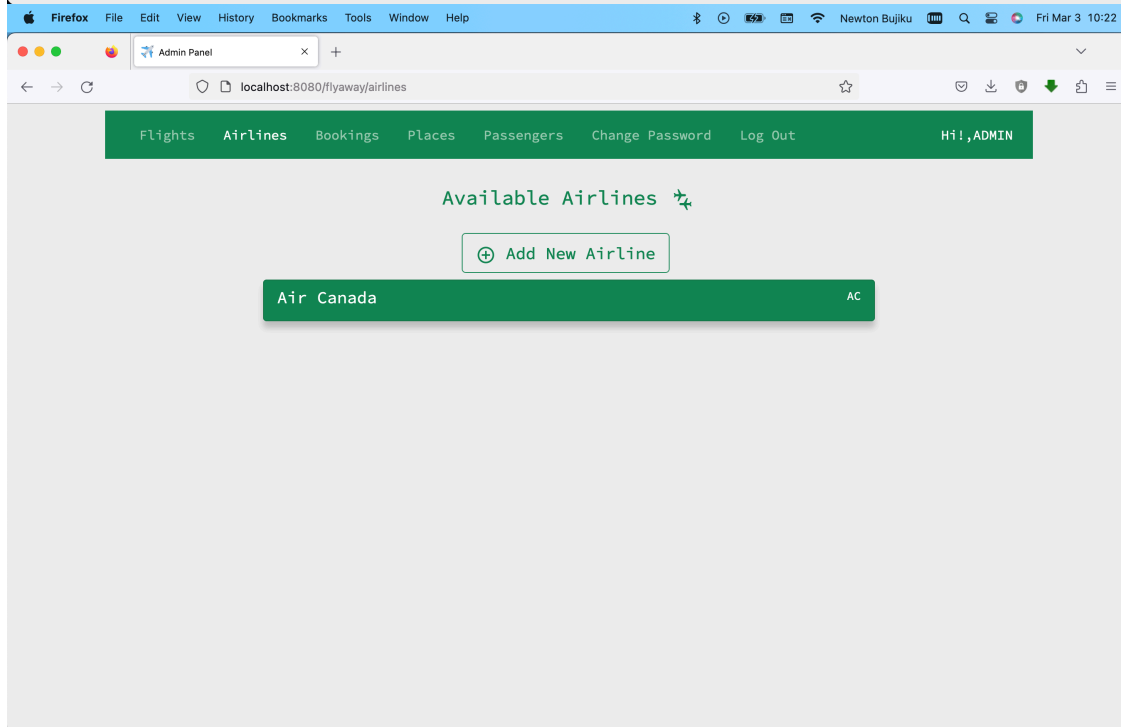 Firefox File Edit View History Bookmarks Tools Window Help Newton Bujiku Fri Mar 3 10:22
Admin Panel
localhost:8080/flyaway/airlines
Flights Airlines Bookings Places Passengers Change Password Log Out Hi!,ADMIN
Available Airlines
Add New Airline
Air Canada AC